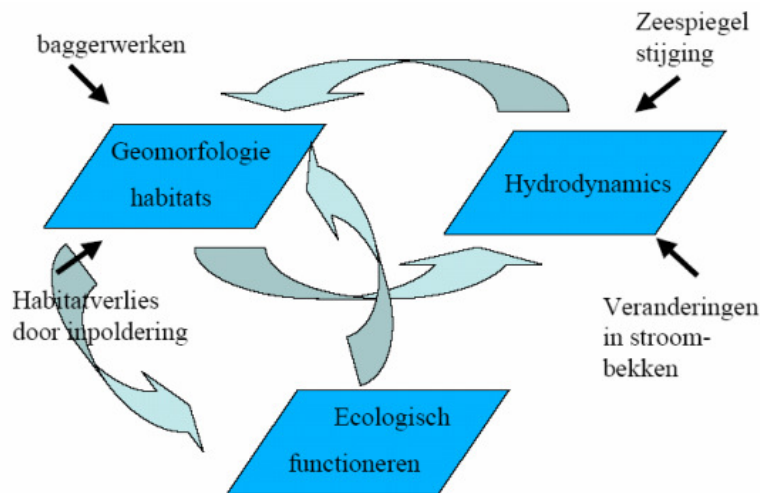 baggerwerken
Zeespiegel
stijging
Geomorfologie
habitats
Hydrodynamics
Habitatverlies
door inpoldering
Veranderingen
in stroom-
bekken
Ecologisch
functioneren